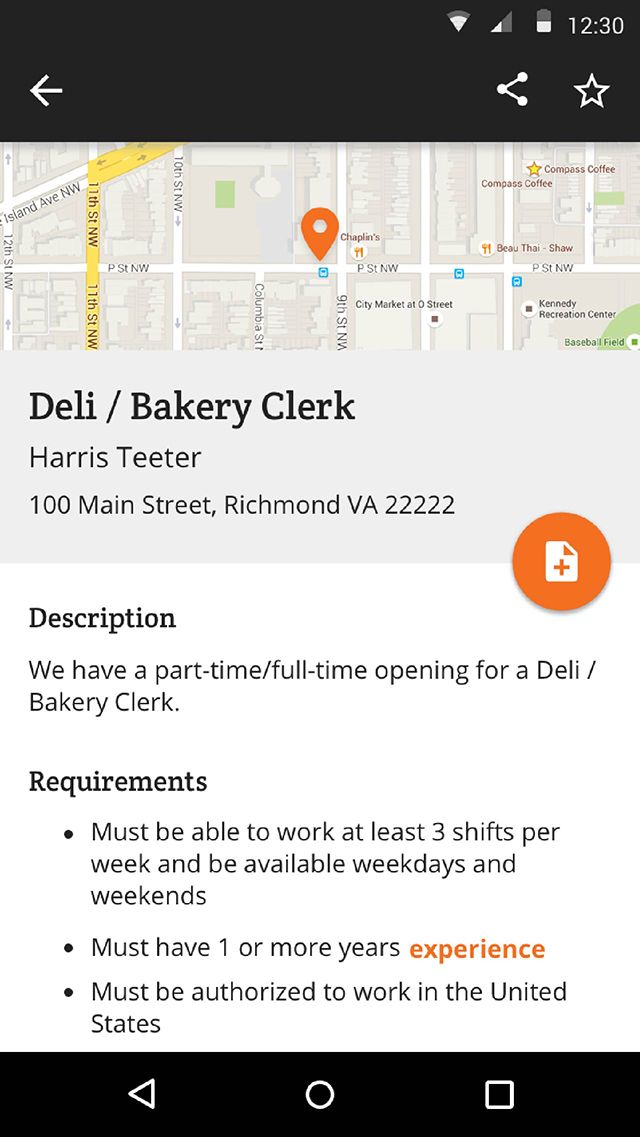 12:30
Compass Coffee
Compass Coffee
Island Ave NW
10th St NW
11th St NW
12th St NW
Chaplin's
Beau Thai - Shaw
P St NW
P St NW
P St NW
11th St NW
Columbia St
9th St NW
City Market at O Street
Kennedy
Recreation Center
Baseball Field
Deli / Bakery Clerk
Harris Teeter
100 Main Street, Richmond VA 22222
Description
We have a part-time/full-time opening for a Deli /
Bakery Clerk.
Requirements
• Must be able to work at least 3 shifts per
week and be available weekdays and
weekends
• Must have 1 or more years experience
• Must be authorized to work in the United
States